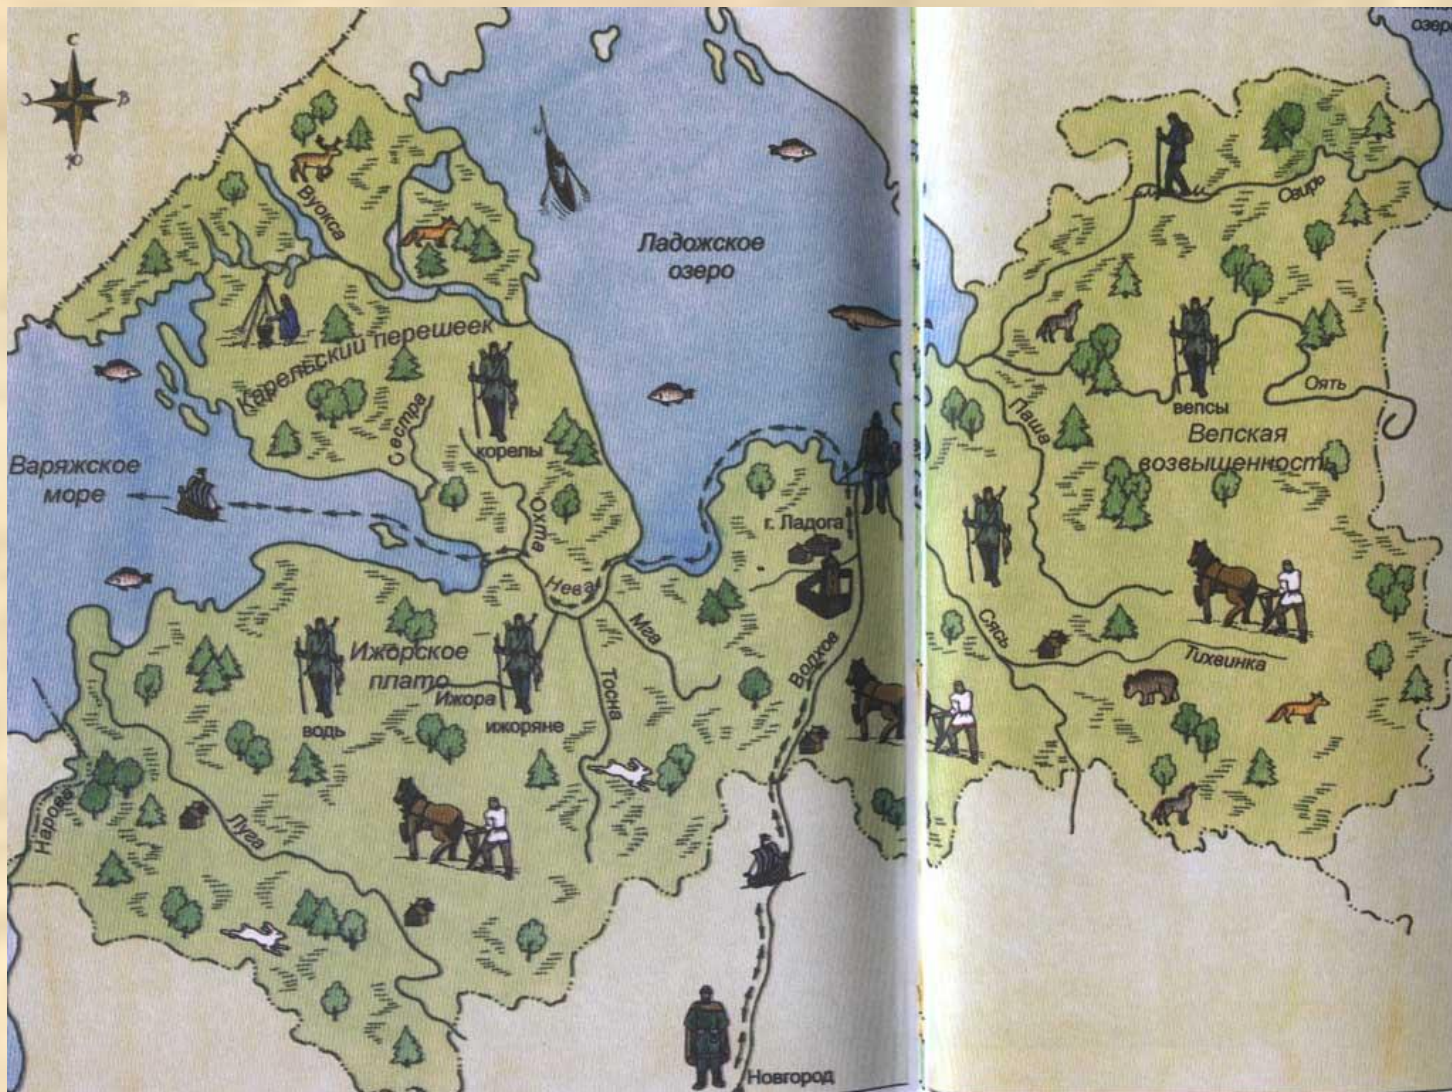 С
В
Ю
озеро
Вуокса
Ладожское
озеро
Свирь
Карельский перешеек
Сестра
корелы
Оять
вепсы
Паша
Вепская
возвышенность
Варяжское
море
Охта
г. Ладога
Нева
Мга
Сясь
Волхов
Тихвинка
Ижорское
плато
Ижора
Тосна
водь
ижоряне
Нарова
Луга
Новгород